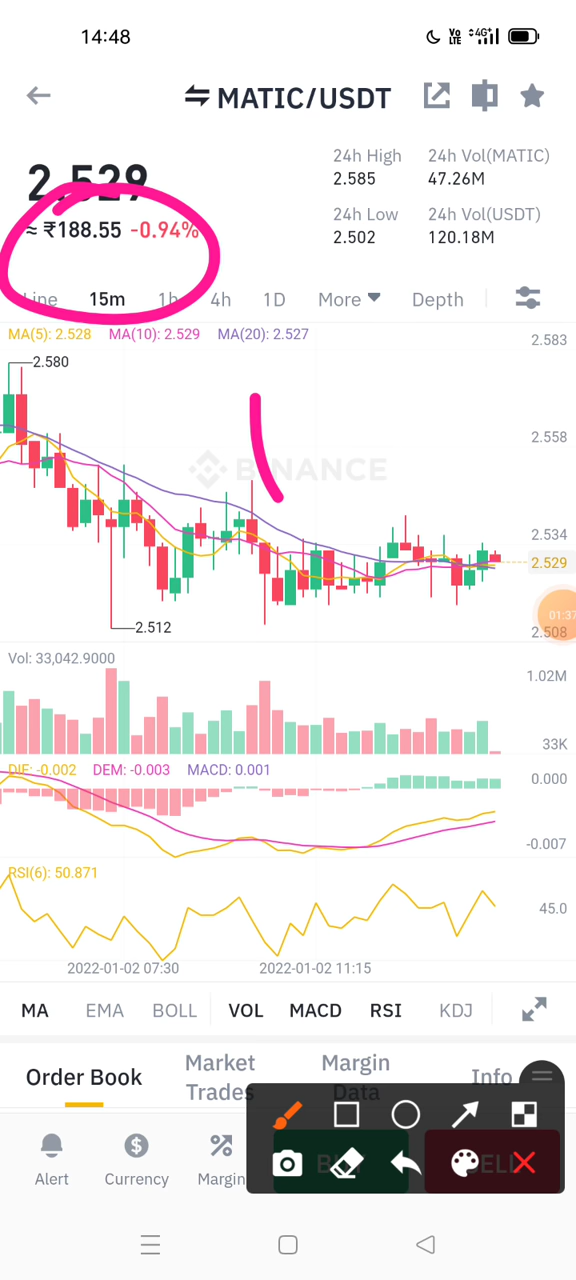 14:48
Vo LTE 4G+
MATIC/USDT
2.529
≈ ₹188.55 -0.94%
24h High
2.585
24h Vol(MATIC)
47.26M
24h Low
2.502
24h Vol(USDT)
120.18M
Line 15m 1h 4h 1D More Depth
MA(5): 2.528 MA(10): 2.529 MA(20): 2.527
2.583
2.580
2.558
BINANCE
2.534
2.529
01:37
2.512
2.508
Vol: 33,042.9000
1.02M
33K
DIF: -0.002 DEM: -0.003 MACD: 0.001
0.000
-0.007
RSI(6): 50.871
45.0
2022-01-02 07:30 2022-01-02 11:15
MA EMA BOLL VOL MACD RSI KDJ
Order Book
Market Trades
Margin Data
Info
Alert Currency Margin